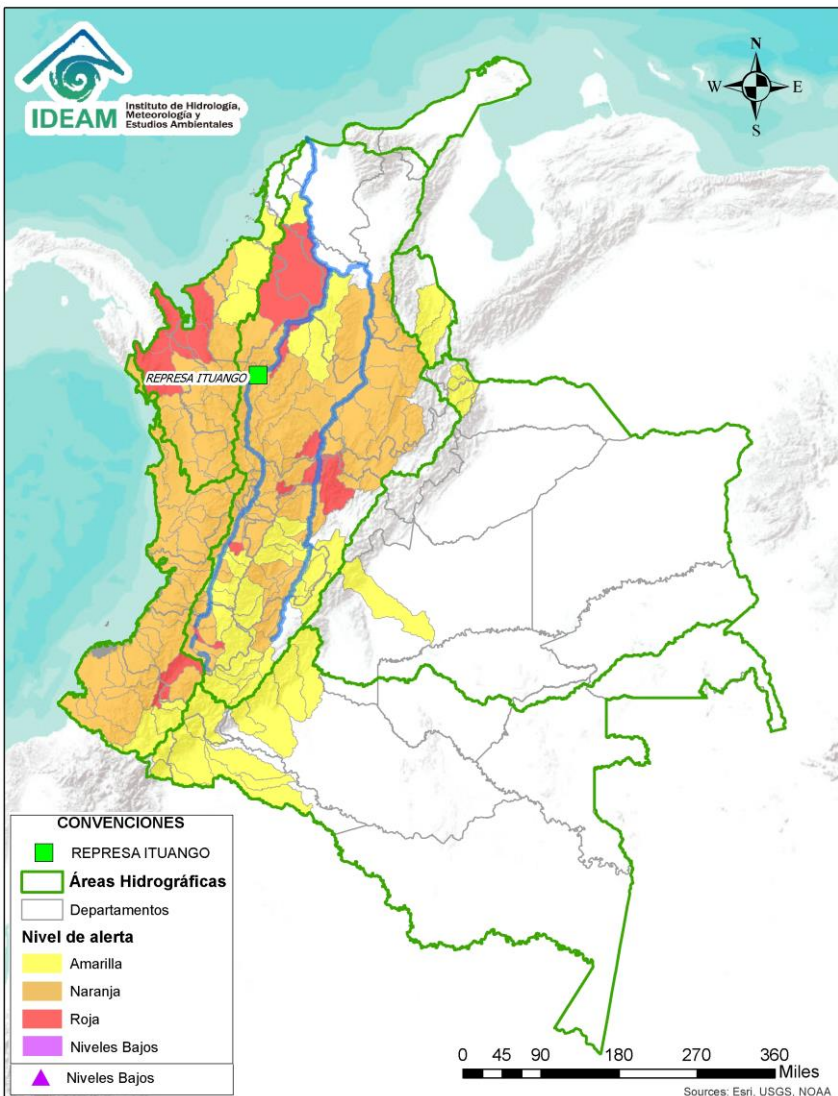 IDEAM
Instituto de Hidrología,
Meteorología y
Estudios Ambientales
N
W
E
S
REPRESA ITUANGO
CONVENCIONES
REPRESA ITUANGO
Áreas Hidrográficas
Departamentos
Nivel de alerta
Amarilla
Naranja
Roja
Niveles Bajos
Niveles Bajos
0 45 90 180 270 360
Miles
Sources: Esri, USGS, NOAA